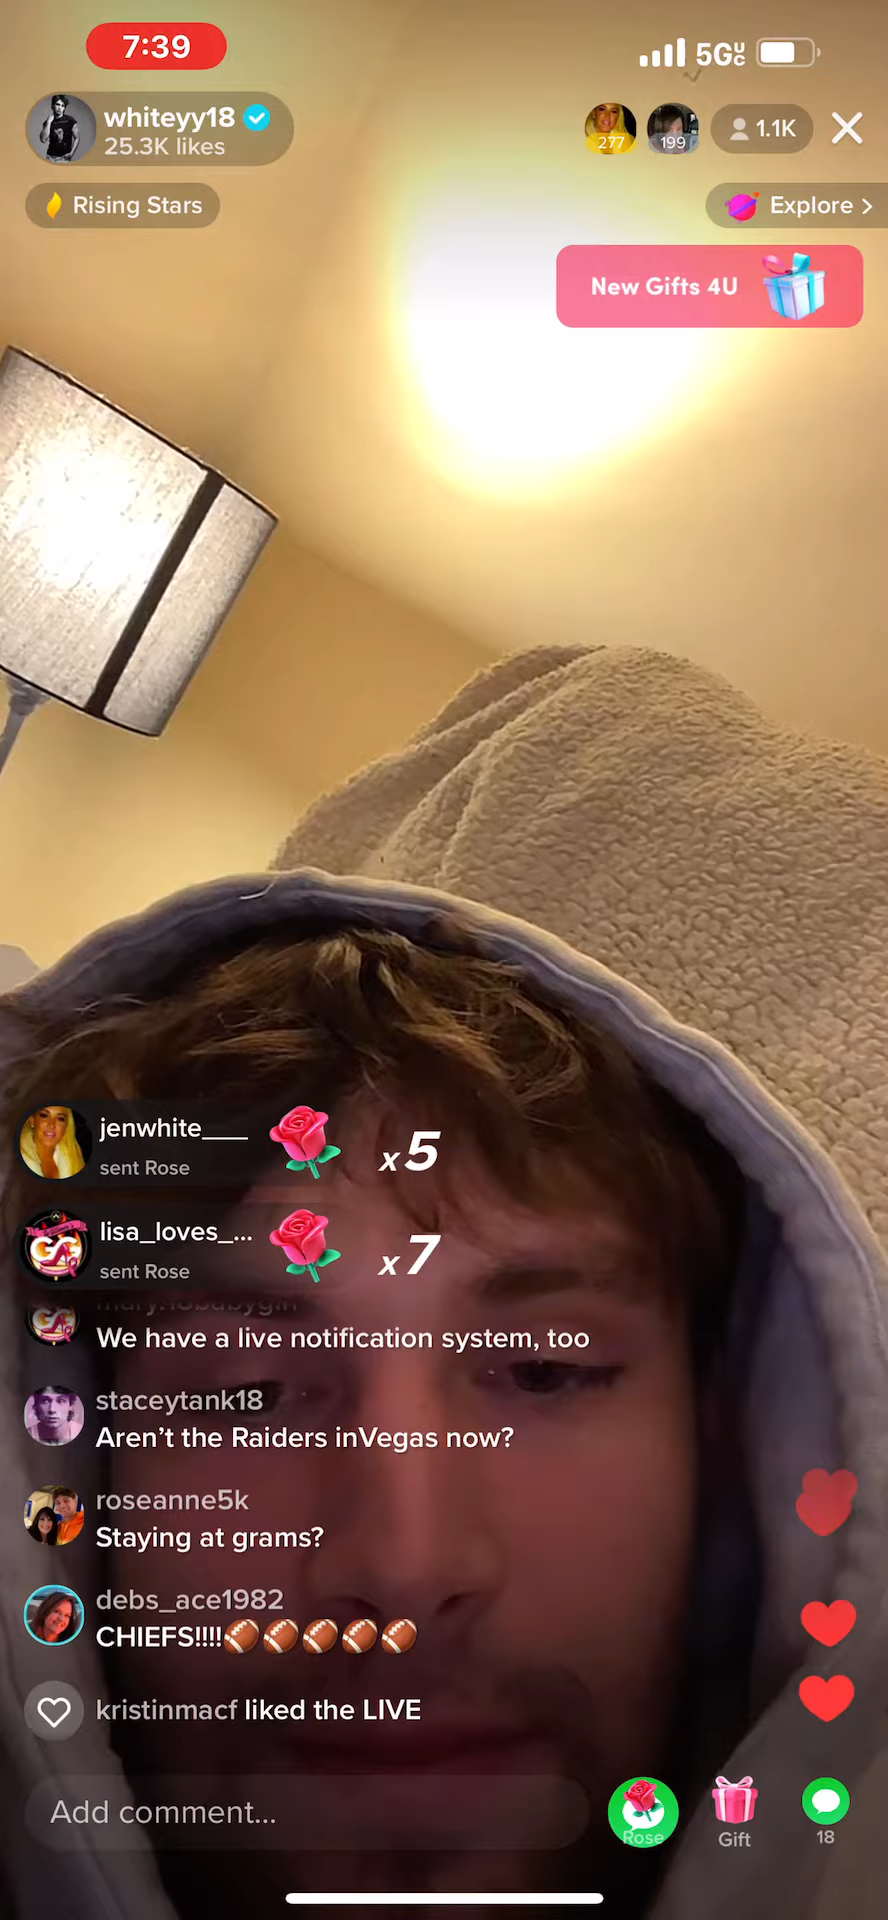 7:39
5G
whiteyy18
25.3K likes
277
199
1.1K
Rising Stars
Explore >
New Gifts 4U
jenwhite___
sent Rose
x5
lisa_loves_...
sent Rose
x7
We have a live notification system, too
staceytank18
Aren't the Raiders inVegas now?
roseanne5k
Staying at grams?
debs_ace1982
CHIEFS!!!!🏈🏈🏈🏈🏈
kristinmacf liked the LIVE
Add comment...
Rose
Gift
18